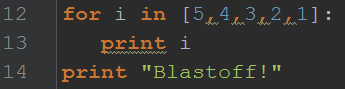 12 for i in [5,4,3,2,1]:
13     print i
14 print "Blastoff!"